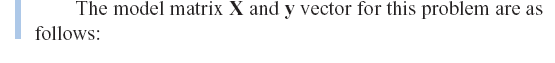 The model matrix X and y vector for this problem are as
follows: